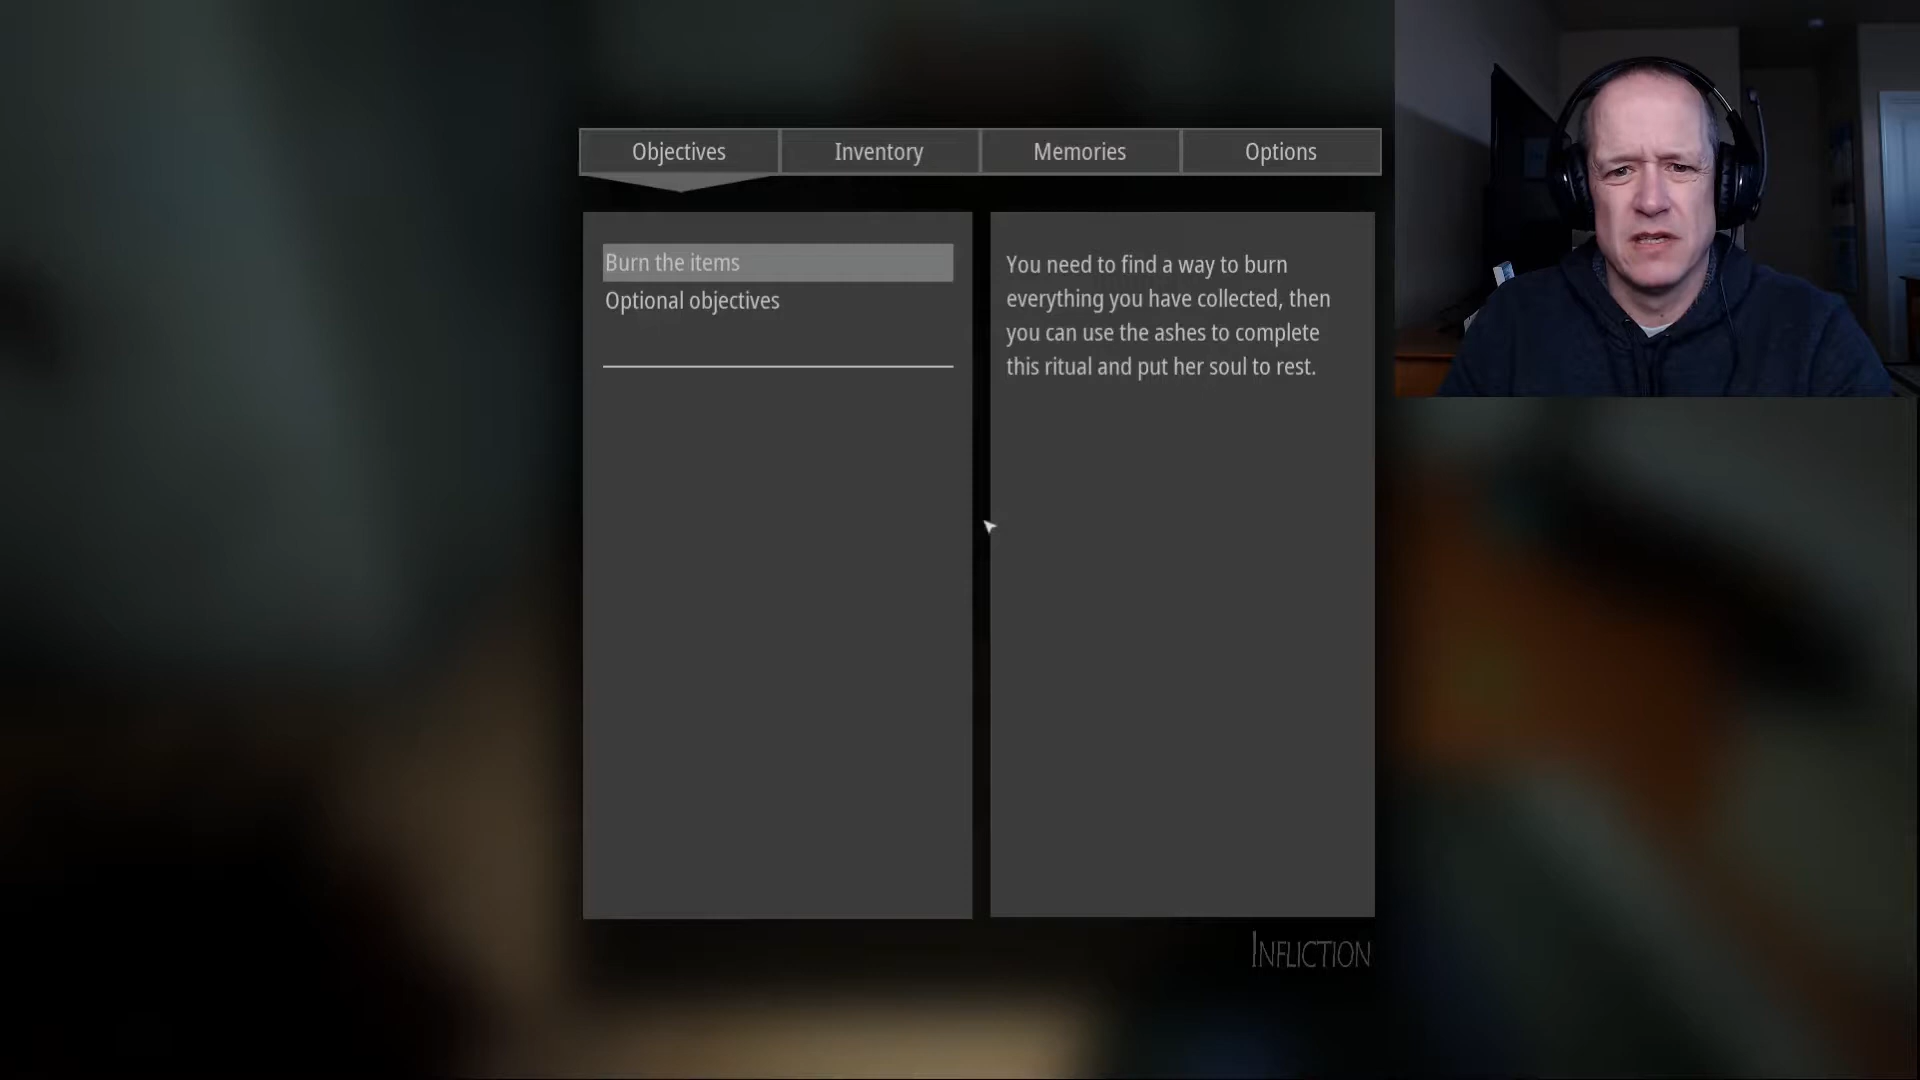 Objectives
Inventory
Memories
Options
Burn the items
Optional objectives
You need to find a way to burn
everything you have collected, then
you can use the ashes to complete
this ritual and put her soul to rest.
INFLICTION